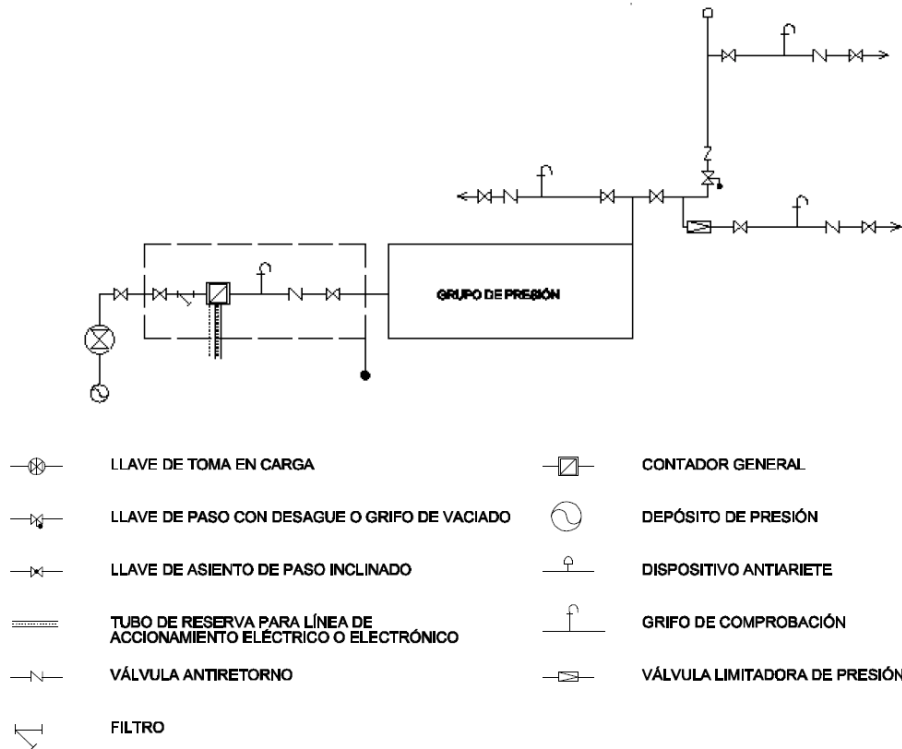 GRUPO DE PRESIÓN
LLAVE DE TOMA EN CARGA
LLAVE DE PASO CON DESAGUE O GRIFO DE VACIADO
LLAVE DE ASIENTO DE PASO INCLINADO
TUBO DE RESERVA PARA LÍNEA DE
ACCIONAMIENTO ELÉCTRICO O ELECTRÓNICO
VÁLVULA ANTIRETORNO
FILTRO
CONTADOR GENERAL
DEPÓSITO DE PRESIÓN
DISPOSITIVO ANTIARIETE
GRIFO DE COMPROBACIÓN
VÁLVULA LIMITADORA DE PRESIÓN